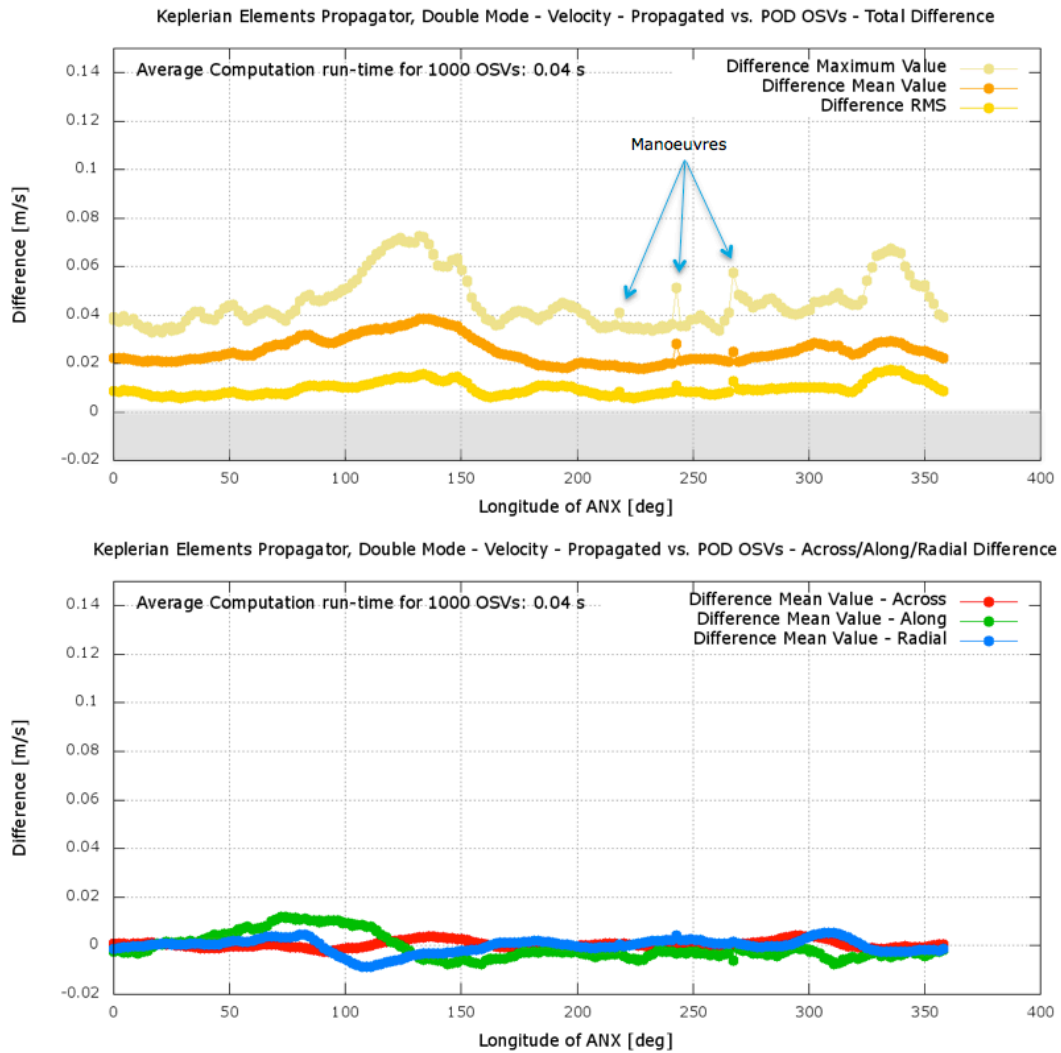 Keplerian Elements Propagator, Double Mode - Velocity - Propagated vs. POD OSVs - Total Difference
0.14
0.12
0.1
0.08
0.06
0.04
0.02
0
-0.02
Difference [m/s]
Average Computation run-time for 1000 OSVs: 0.04 s
Difference Maximum Value
Difference Mean Value
Difference RMS
Manoeuvres
0 50 100 150 200 250 300 350 400
Longitude of ANX [deg]
Keplerian Elements Propagator, Double Mode - Velocity - Propagated vs. POD OSVs - Across/Along/Radial Difference
0.14
0.12
0.1
0.08
0.06
0.04
0.02
0
-0.02
Difference [m/s]
Average Computation run-time for 1000 OSVs: 0.04 s
Difference Mean Value - Across
Difference Mean Value - Along
Difference Mean Value - Radial
0 50 100 150 200 250 300 350 400
Longitude of ANX [deg]